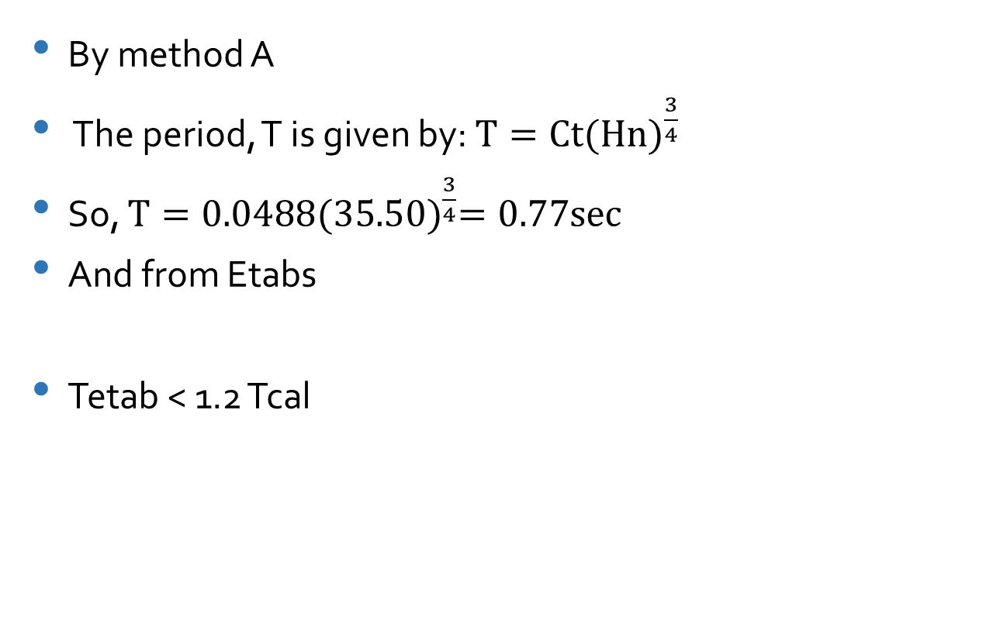 • By method A
• The period, T is given by: T = Ct(Hn)^(3/4)
• So, T = 0.0488(35.50)^(3/4)= 0.77sec
• And from Etabs
• Tetab < 1.2 Tcal